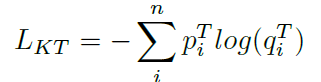 $L_{KT} = -\sum_{i}^{n} p_i^T log(q_i^T)$